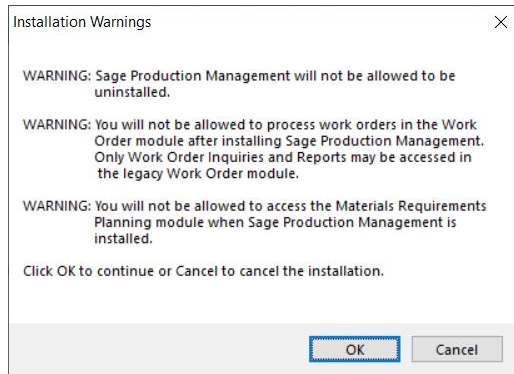 Installation Warnings
WARNING: Sage Production Management will not be allowed to be
uninstalled.
WARNING: You will not be allowed to process work orders in the Work
Order module after installing Sage Production Management.
Only Work Order Inquiries and Reports may be accessed in
the legacy Work Order module.
WARNING: You will not be allowed to access the Materials Requirements
Planning module when Sage Production Management is
installed.
Click OK to continue or Cancel to cancel the installation.
OK Cancel